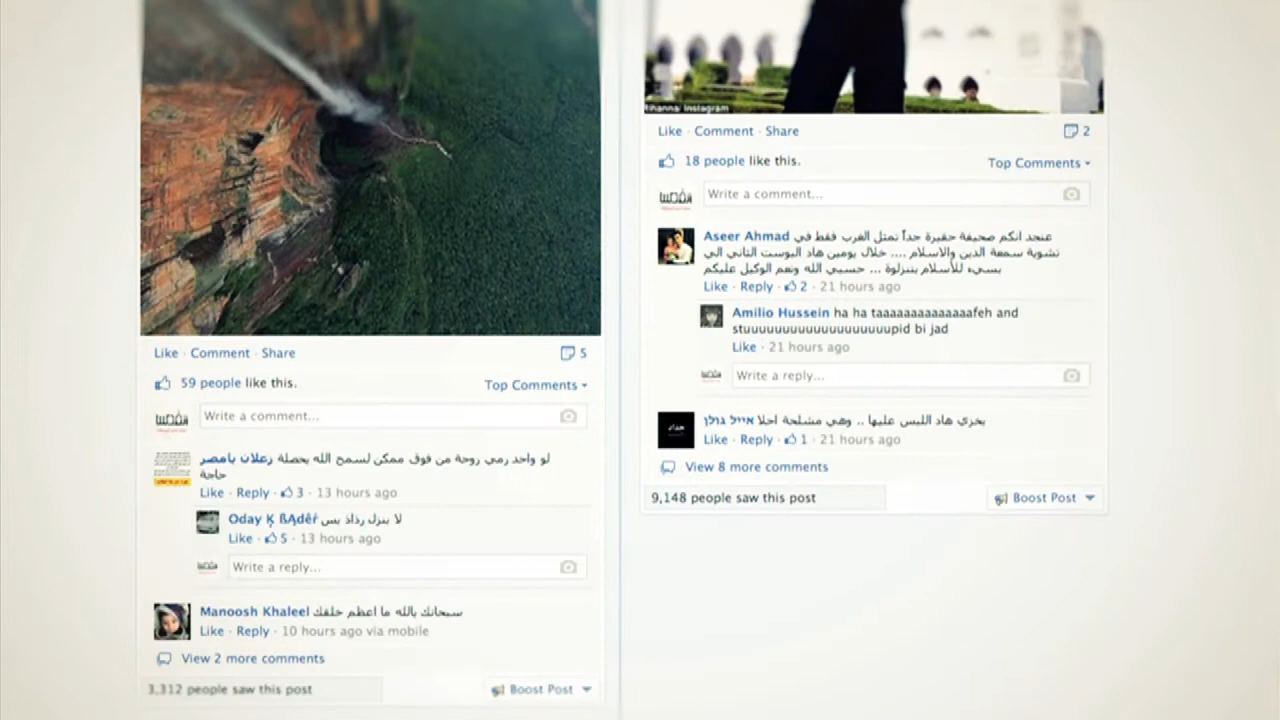 Like · Comment · Share
5
59 people like this.
Top Comments
Write a comment...
زعلان بامصر لو واحد رمي روحة من فوق ممكن لسمح الله يحصلة
حاجة
Like · Reply · 3 · 13 hours ago
Oday Ķ ßĄdêŕ لا بنزل رذاذ بس
Like · 5 · 13 hours ago
Write a reply...
Manoosh Khaleel سبحانك يالله ما اعظم خلقك
Like · Reply · 10 hours ago via mobile
View 2 more comments
3,312 people saw this post
Boost Post
Rihanna/ Instagram
Like · Comment · Share
2
18 people like this.
Top Comments
Write a comment...
Aseer Ahmad عنجد انكم صحيفة حقيرة جداً تمثل الغرب فقط في
تشوية سمعة الدين والاسلام .... خلال يومين هاد البوست الثاني الي
بسيء للأسلام بتنزلوة ... حسبي الله ونعم الوكيل عليكم
Like · Reply · 2 · 21 hours ago
Amilio Hussein ha ha taaaaaaaaaaaaaafeh and
stuuuuuuuuuuuuuuuuuuupid bi jad
Like · 21 hours ago
Write a reply...
אייל גולן بخزي هاد اللبس عليها .. وهي مشلحة احلا
Like · Reply · 1 · 21 hours ago
View 8 more comments
9,148 people saw this post
Boost Post